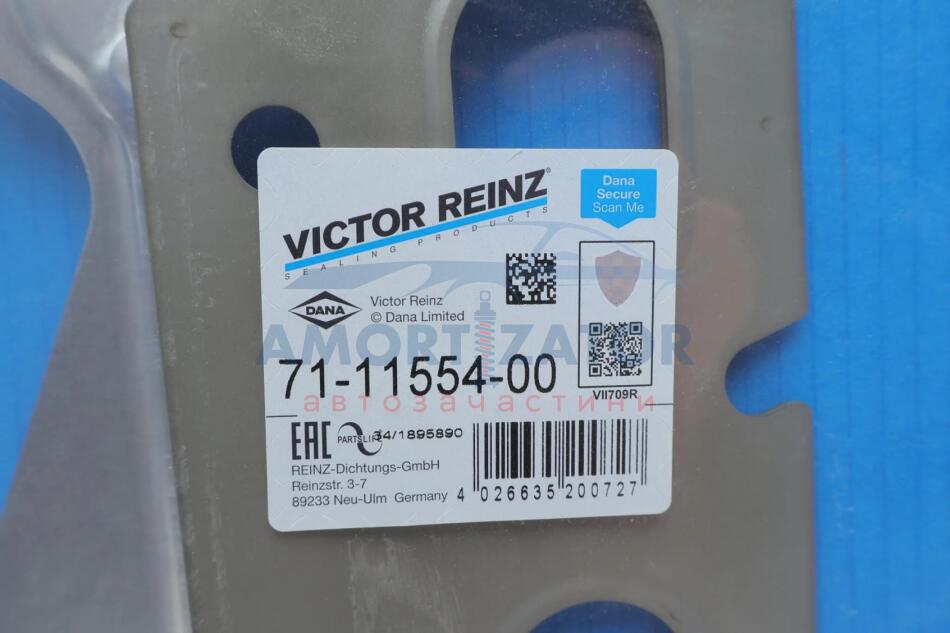 VICTOR REINZ®
SEALING PRODUCTS
Dana
Secure
Scan Me
DANA
Victor Reinz
© Dana Limited
AMORTIZATOR
71-11554-00
автозапчастини
VII709R
EAC
PARTSLIFE
34/1895890
REINZ-Dichtungs-GmbH
Reinzstr. 3-7
89233 Neu-Ulm Germany
4 026635 200727